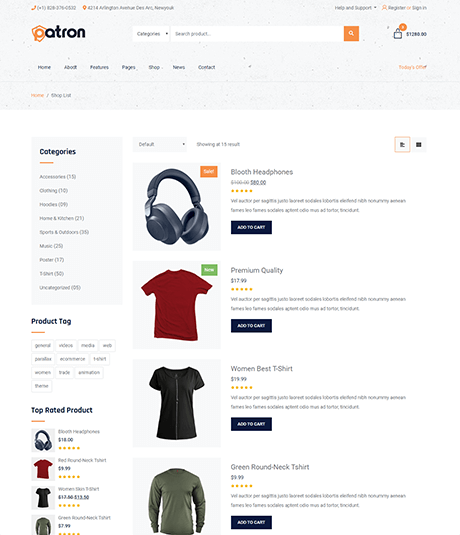 (+1) 828-376-0532 4214 Arlington Avenue Des Arc, Newyouk Help and Support Register or Sign in
patron Categories Search product... 0 $1280.00
Home About Features Pages Shop News Contact Today's Offer
Home / Shop List
Categories
Accessories (15)
Clothing (10)
Hoodies (09)
Home & Kitchen (21)
Sports & Outdoors (05)
Music (25)
Poster (17)
T-Shirt (50)
Uncategorized (05)
Product Tag
general videos media web
parallax ecommerce t-shirt
women trade animation
theme
Top Rated Product
Blooth Headphones
$18.00
Red Round-Neck Tshirt
$9.99
Women Skin T-shirt
$17.50 $13.50
Green Round-Neck Tshirt
$7.99
Default Showing all 15 result
Sale!
Blooth Headphones
$100.00 $80.00
Vel auctor per sagittis justo laoreet sodales lobortis eleifend nibh nonummy aenean
fames leo fames sodales aptent odio mus ad tortor, tincidunt.
ADD TO CART
New
Premium Quality
$17.99
Vel auctor per sagittis justo laoreet sodales lobortis eleifend nibh nonummy aenean
fames leo fames sodales aptent odio mus ad tortor, tincidunt.
ADD TO CART
Women Best T-Shirt
$19.99
Vel auctor per sagittis justo laoreet sodales lobortis eleifend nibh nonummy aenean
fames leo fames sodales aptent odio mus ad tortor, tincidunt.
ADD TO CART
Green Round-Neck Tshirt
$9.99
Vel auctor per sagittis justo laoreet sodales lobortis eleifend nibh nonummy aenean
fames leo fames sodales aptent odio mus ad tortor, tincidunt.
ADD TO CART